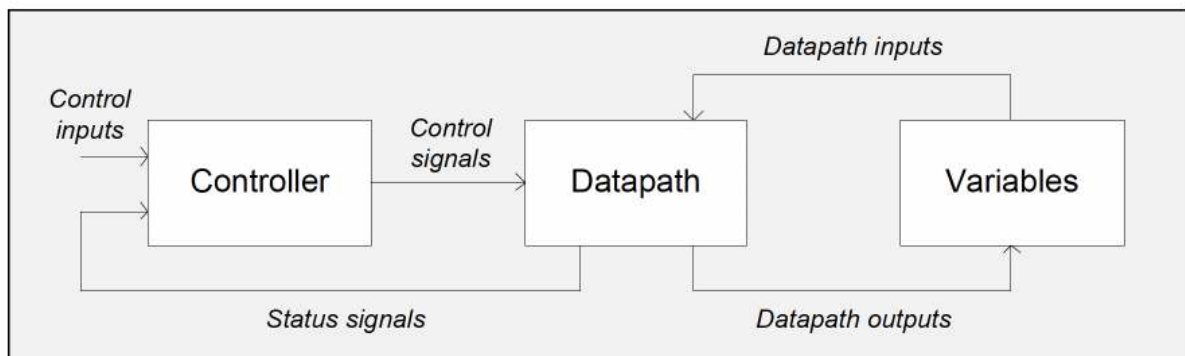 Datapath inputs
Control
inputs
Control
signals
Controller
Datapath
Variables
Status signals
Datapath outputs